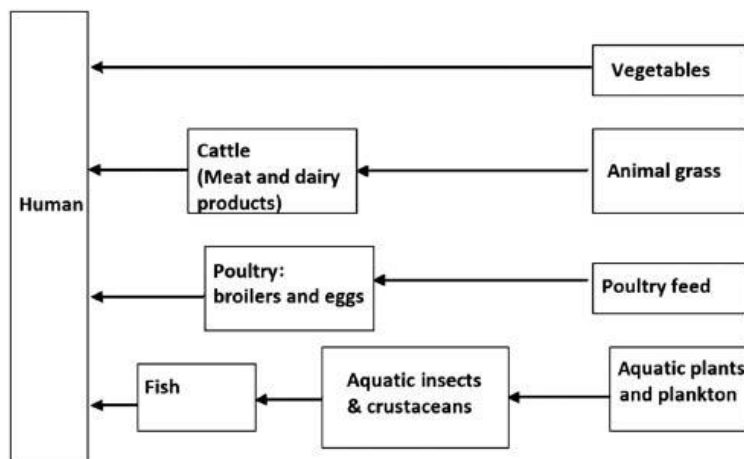 Human
Vegetables
Cattle
(Meat and dairy
products)
Animal grass
Poultry:
broilers and eggs
Poultry feed
Fish
Aquatic insects
& crustaceans
Aquatic plants
and plankton